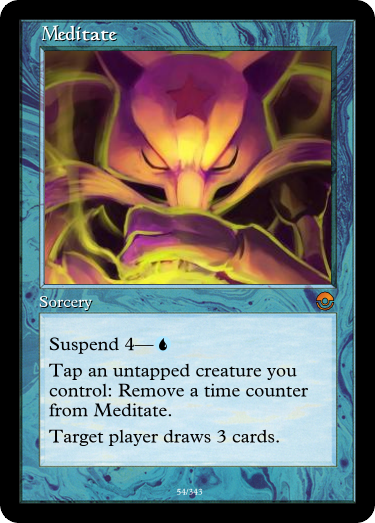 Meditate
Sorcery
Suspend 4—
Tap an untapped creature you
control: Remove a time counter
from Meditate.
Target player draws 3 cards.
54/343